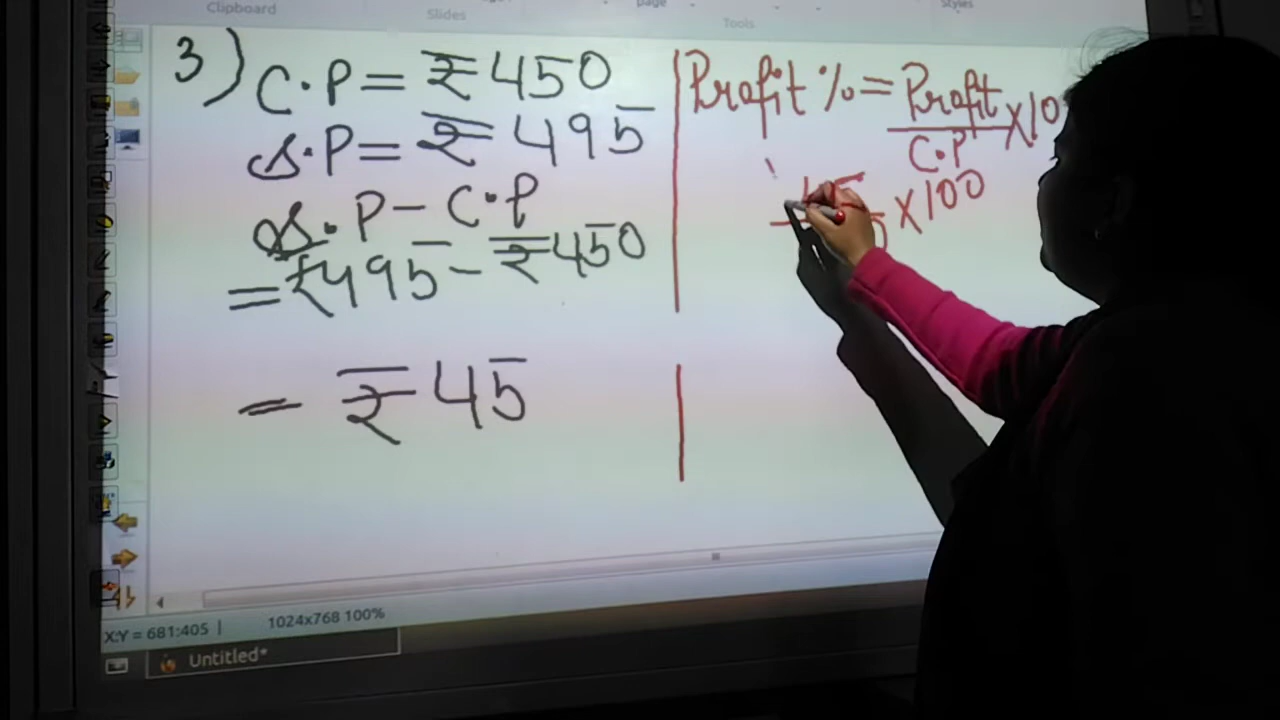 Clipboard
Slides
page
Tools
Styles
3) C.P = ₹ 450
S.P = ₹ 495
S.P - C.P
= ₹495 - ₹450
= ₹ 45
Profit % = Profit
C.P
× 10
× 100
X:Y = 681:405 |
1024x768 100%
Untitled*